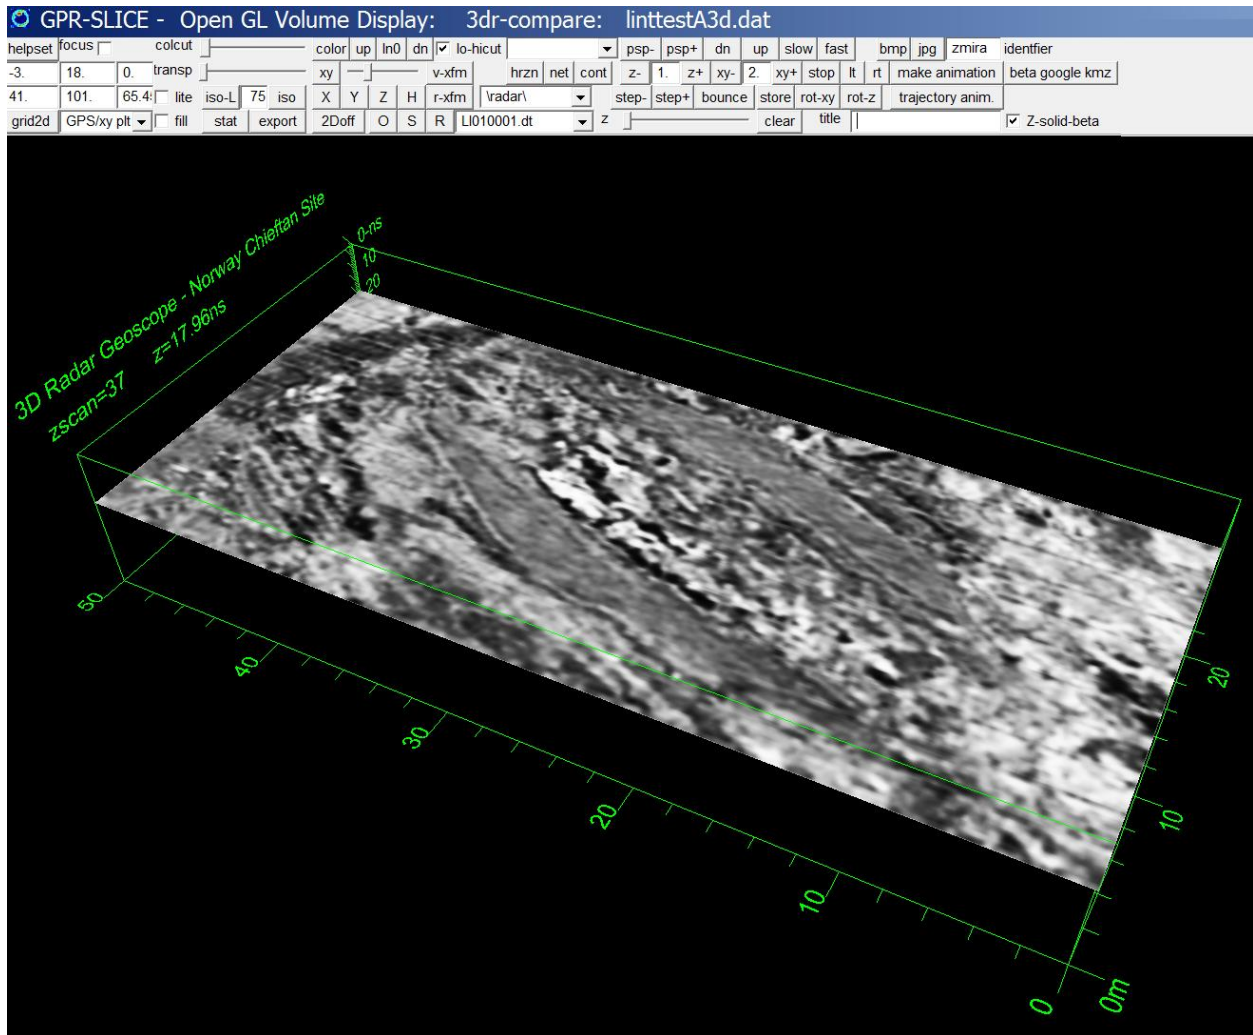 GPR-SLICE - Open GL Volume Display: 3dr-compare: linttestA3d.dat
helpset focus colcut color up ln0 dn lo-hicut psp- psp+ dn up slow fast bmp jpg zmira identfier
-3. 18. 0. transp xy v-xfm hrzn net cont z- 1. z+ xy- 2. xy+ stop lt rt make animation beta google kmz
41. 101. lite iso-L 75 iso X Y Z H r-xfm \radar\ step- step+ bounce store rot-xy rot-z trajectory anim.
grid2d GPS/xy plt fill stat export 2Doff O S R LI010001.dt z clear title Z-solid-beta
3D Radar Geoscope - Norway Chieftan Site
zscan=37 z=17.96ns
0-ns
10
20
50
40
30
20
10
0
0m
10
20